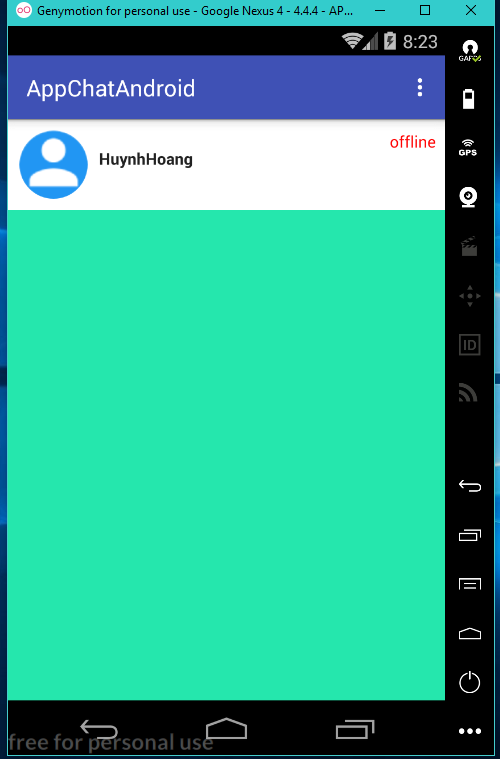 Genymotion for personal use - Google Nexus 4 - 4.4.4 - AP...
8:23
AppChatAndroid
HuynhHoang
offline
GAPPS
GPS
ID
free for personal use